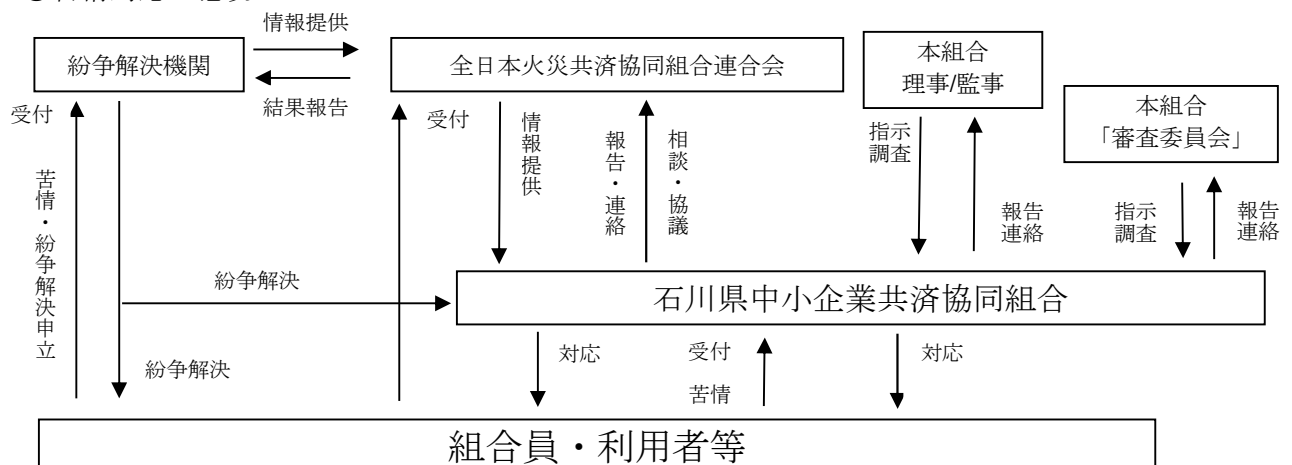 情報提供
紛争解決機関
全日本火災共済協同組合連合会
本組合
理事/監事
結果報告
本組合
「審査委員会」
受付
受付
情報提供
報告・連絡
相談・協議
指示
調査
報告
連絡
指示
調査
報告
連絡
苦情・紛争解決申立
紛争解決
石川県中小企業共済協同組合
紛争解決
対応
受付
苦情
対応
組合員・利用者等